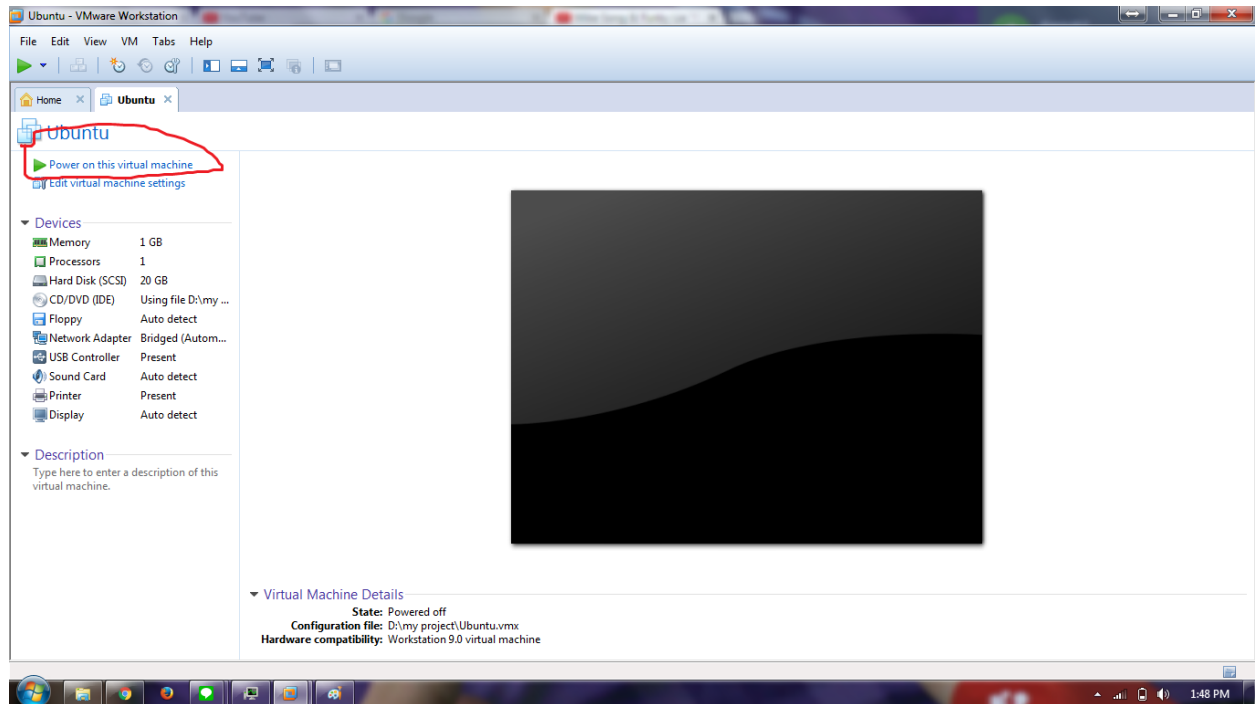 Ubuntu - VMware Workstation
File Edit View VM Tabs Help
Home Ubuntu
Ubuntu
Power on this virtual machine
Edit virtual machine settings
Devices
Memory 1 GB
Processors 1
Hard Disk (SCSI) 20 GB
CD/DVD (IDE) Using file D:\my ...
Floppy Auto detect
Network Adapter Bridged (Autom...
USB Controller Present
Sound Card Auto detect
Printer Present
Display Auto detect
Description
Type here to enter a description of this
virtual machine.
Virtual Machine Details
State: Powered off
Configuration file: D:\my project\Ubuntu.vmx
Hardware compatibility: Workstation 9.0 virtual machine
1:48 PM